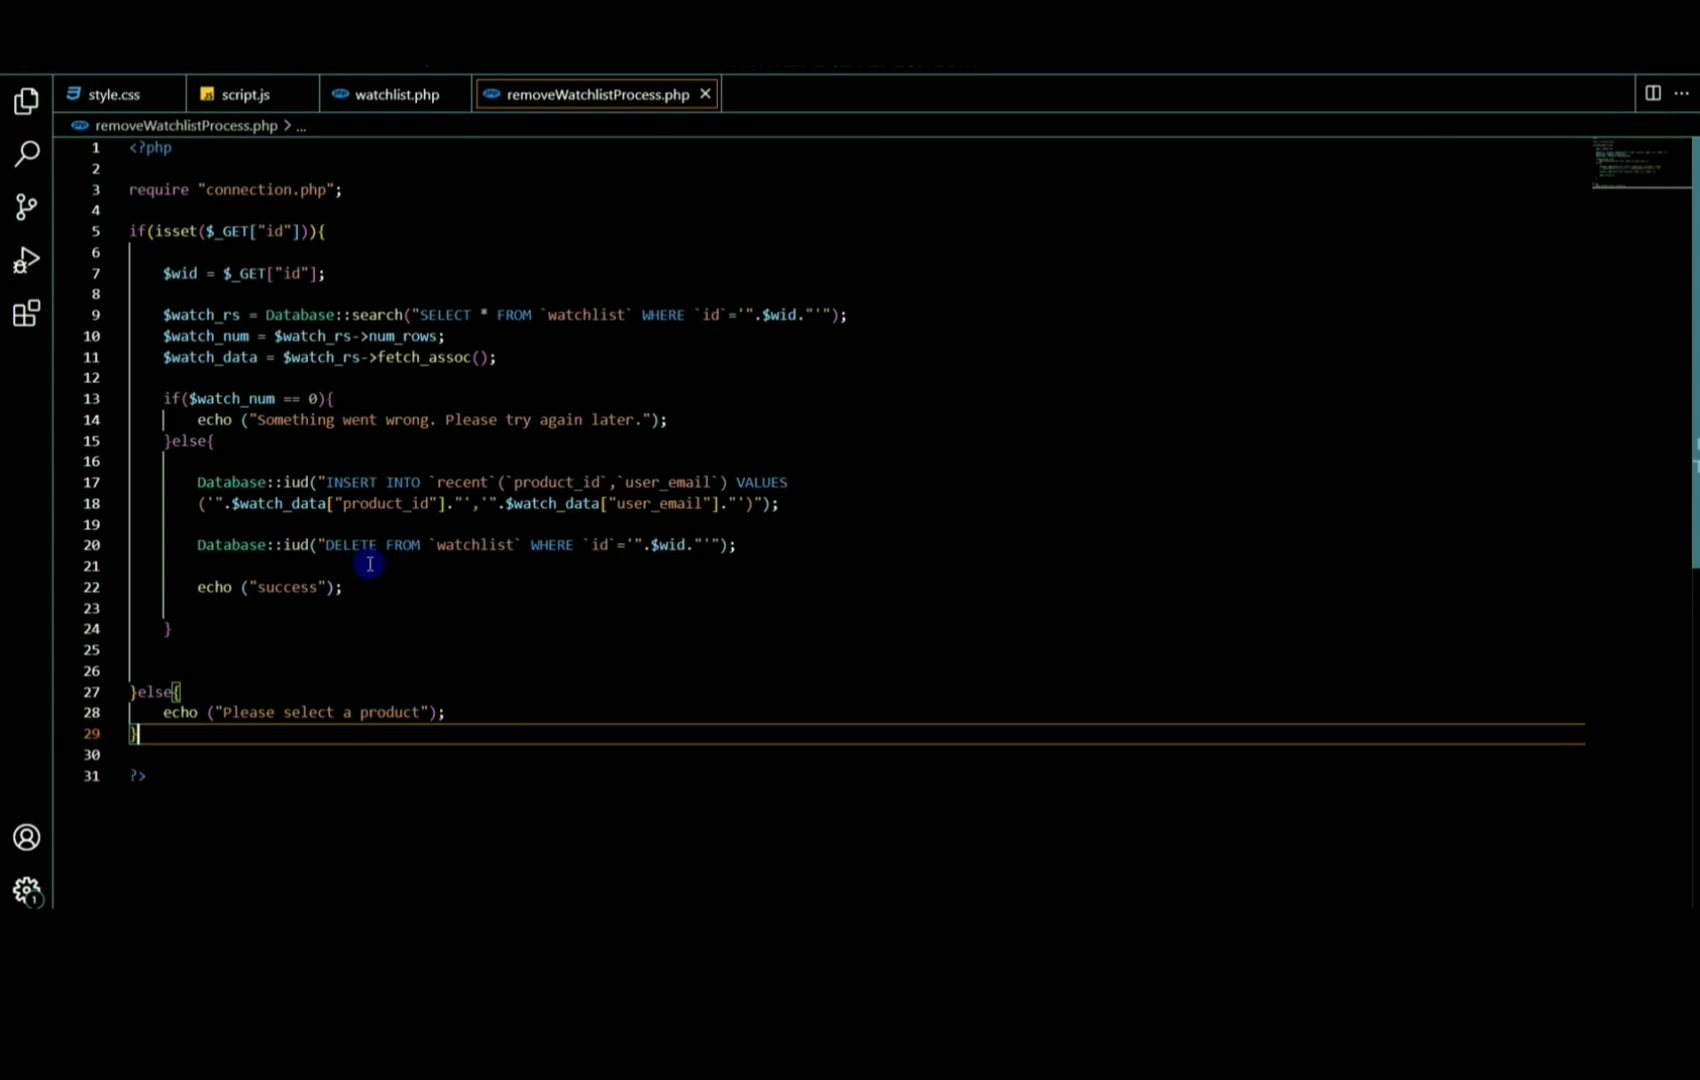 style.css
script.js
watchlist.php
removeWatchlistProcess.php
removeWatchlistProcess.php > ...
1 <?php
2
3 require "connection.php";
4
5 if(isset($_GET["id"])){
6
7 $wid = $_GET["id"];
8
9 $watch_rs = Database::search("SELECT * FROM `watchlist` WHERE `id`='".$wid."'");
10 $watch_num = $watch_rs->num_rows;
11 $watch_data = $watch_rs->fetch_assoc();
12
13 if($watch_num == 0){
14 echo ("Something went wrong. Please try again later.");
15 }else{
16
17 Database::iud("INSERT INTO `recent`(`product_id`,`user_email`) VALUES
18 ('".$watch_data["product_id"]."','".$watch_data["user_email"]."')");
19
20 Database::iud("DELETE FROM `watchlist` WHERE `id`='".$wid."'");
21
22 echo ("success");
23
24 }
25
26
27 }else{
28 echo ("Please select a product");
29 }
30
31 ?>
1